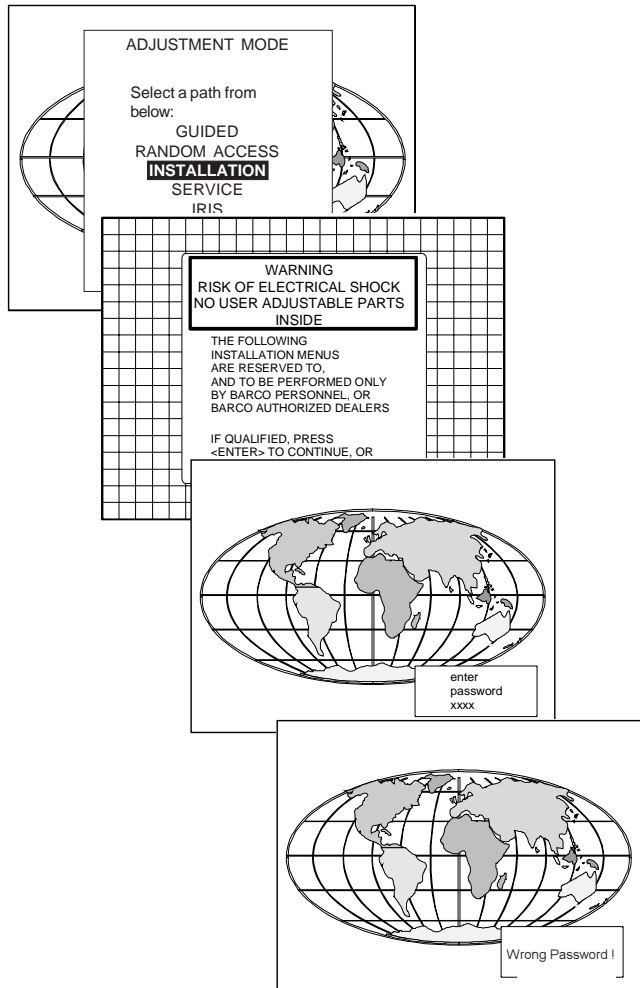 ADJUSTMENT MODE
Select a path from
below:
GUIDED
RANDOM ACCESS
INSTALLATION
SERVICE
IRIS
WARNING
RISK OF ELECTRICAL SHOCK
NO USER ADJUSTABLE PARTS
INSIDE
THE FOLLOWING
INSTALLATION MENUS
ARE RESERVED TO,
AND TO BE PERFORMED ONLY
BY BARCO PERSONNEL, OR
BARCO AUTHORIZED DEALERS
IF QUALIFIED, PRESS
<ENTER> TO CONTINUE, OR
enter
password
xxxx
Wrong Password !